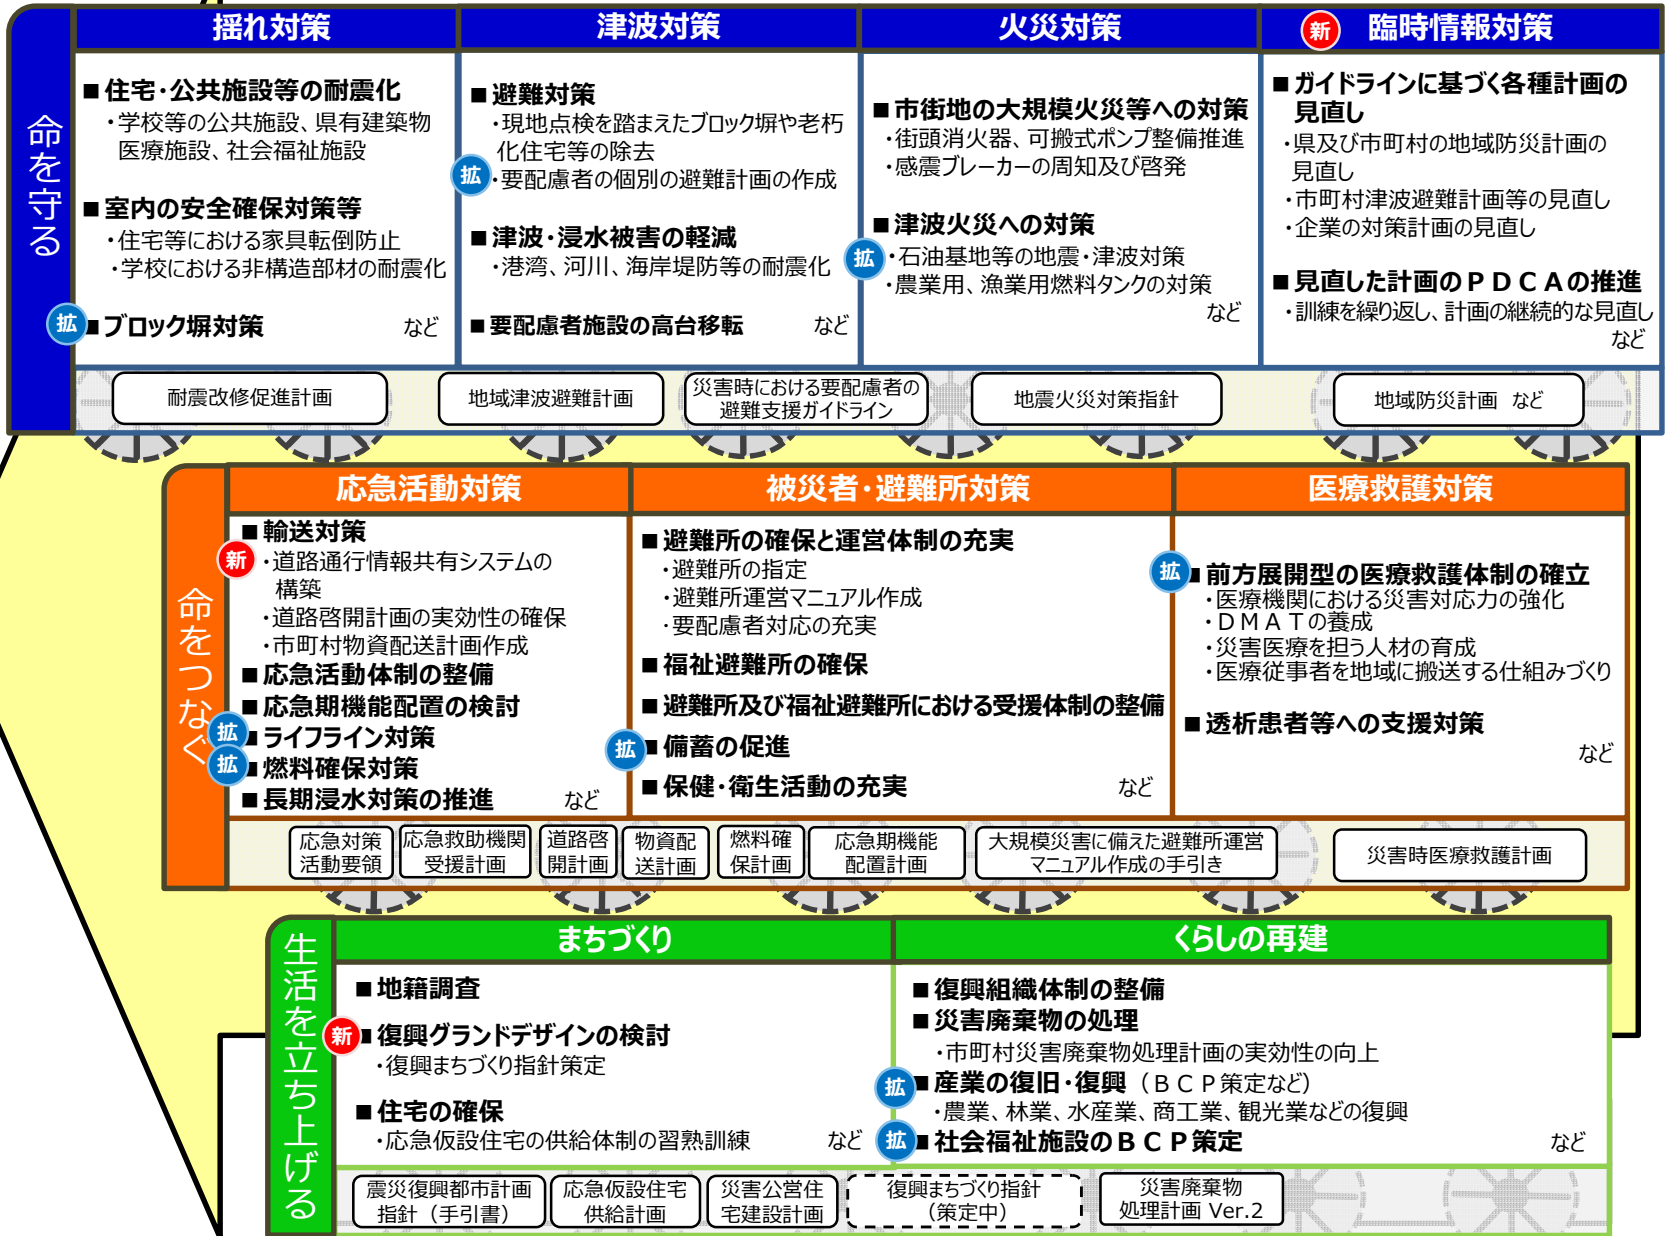 命を守る
揺れ対策
■住宅・公共施設等の耐震化
・学校等の公共施設、県有建築物
医療施設、社会福祉施設
■室内の安全確保対策等
・住宅等における家具転倒防止
・学校における非構造部材の耐震化
拡
■ブロック塀対策 など
津波対策
■避難対策
・現地点検を踏まえたブロック塀や老朽
化住宅等の除去
拡
・要配慮者の個別の避難計画の作成
■津波・浸水被害の軽減
・港湾、河川、海岸堤防等の耐震化
■要配慮者施設の高台移転 など
火災対策
■市街地の大規模火災等への対策
・街頭消火器、可搬式ポンプ整備推進
・感震ブレーカーの周知及び啓発
■津波火災への対策
拡
・石油基地等の地震・津波対策
・農業用、漁業用燃料タンクの対策
など
新 臨時情報対策
■ガイドラインに基づく各種計画の
見直し
・県及び市町村の地域防災計画の
見直し
・市町村津波避難計画等の見直し
・企業の対策計画の見直し
■見直した計画のPDCAの推進
・訓練を繰り返し、計画の継続的な見直し
など
耐震改修促進計画
地域津波避難計画
災害時における要配慮者の
避難支援ガイドライン
地震火災対策指針
地域防災計画 など
命をつなぐ
応急活動対策
■輸送対策
新
・道路通行情報共有システムの
構築
・道路啓開計画の実効性の確保
・市町村物資配送計画作成
■応急活動体制の整備
■応急期機能配置の検討
拡
■ライフライン対策
拡
■燃料確保対策
■長期浸水対策の推進 など
被災者・避難所対策
■避難所の確保と運営体制の充実
・避難所の指定
・避難所運営マニュアル作成
・要配慮者対応の充実
■福祉避難所の確保
■避難所及び福祉避難所における受援体制の整備
拡
■備蓄の促進
■保健・衛生活動の充実 など
医療救護対策
拡
■前方展開型の医療救護体制の確立
・医療機関における災害対応力の強化
・DMATの養成
・災害医療を担う人材の育成
・医療従事者を地域に搬送する仕組みづくり
■透析患者等への支援対策
など
応急対策
活動要領
応急救助機関
受援計画
道路啓
開計画
物資配
送計画
燃料確
保計画
応急期機能
配置計画
大規模災害に備えた避難所運営
マニュアル作成の手引き
災害時医療救護計画
生活を立ち上げる
まちづくり
■地籍調査
新
■復興グランドデザインの検討
・復興まちづくり指針策定
■住宅の確保
・応急仮設住宅の供給体制の習熟訓練 など
くらしの再建
■復興組織体制の整備
■災害廃棄物の処理
・市町村災害廃棄物処理計画の実効性の向上
拡
■産業の復旧・復興（BCP策定など）
・農業、林業、水産業、商工業、観光業などの復興
拡
■社会福祉施設のBCP策定 など
震災復興都市計画
指針（手引書）
応急仮設住宅
供給計画
災害公営住
宅建設計画
復興まちづくり指針
（策定中）
災害廃棄物
処理計画 Ver.2